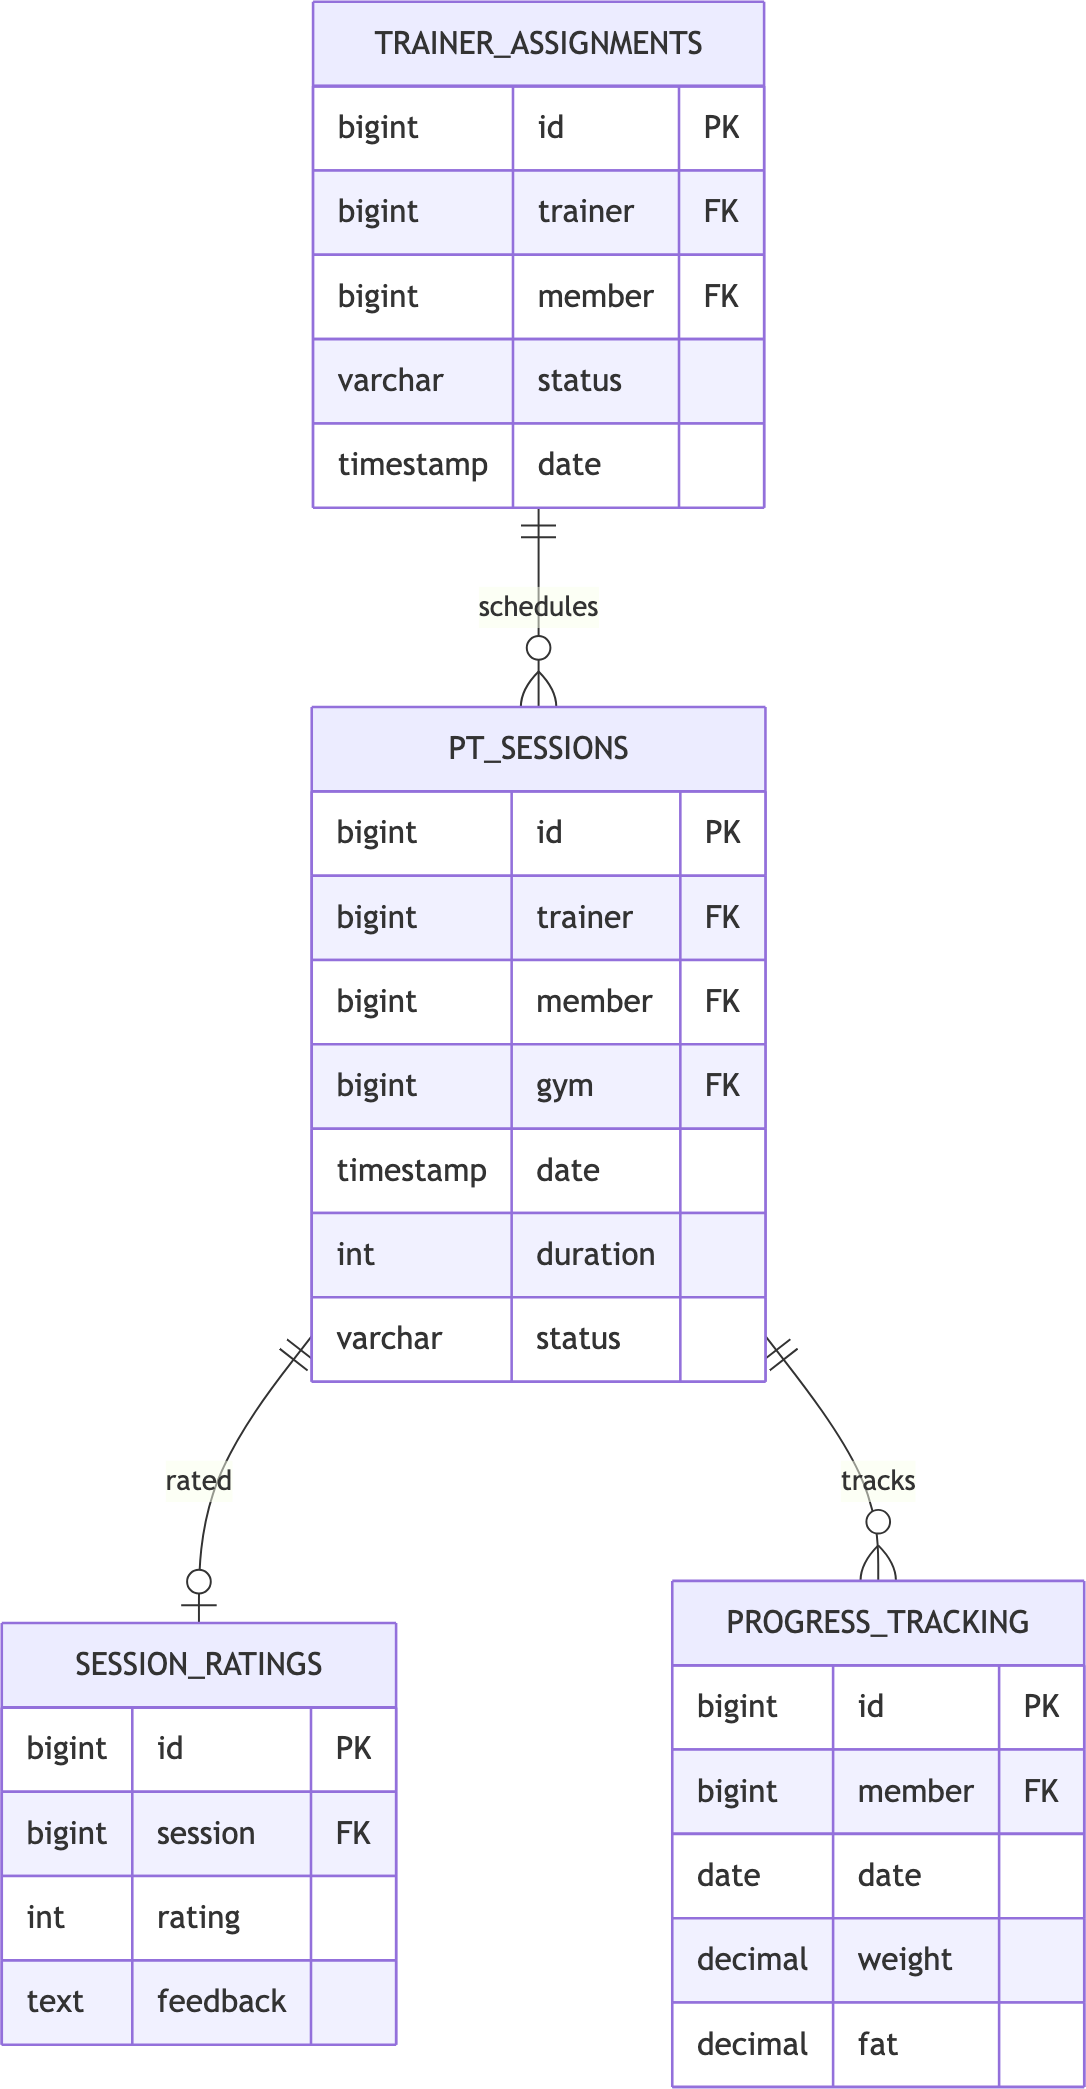 TRAINER_ASSIGNMENTS
bigint id PK
bigint trainer FK
bigint member FK
varchar status
timestamp date
schedules
PT_SESSIONS
bigint id PK
bigint trainer FK
bigint member FK
bigint gym FK
timestamp date
int duration
varchar status
rated
tracks
SESSION_RATINGS
bigint id PK
bigint session FK
int rating
text feedback
PROGRESS_TRACKING
bigint id PK
bigint member FK
date date
decimal weight
decimal fat